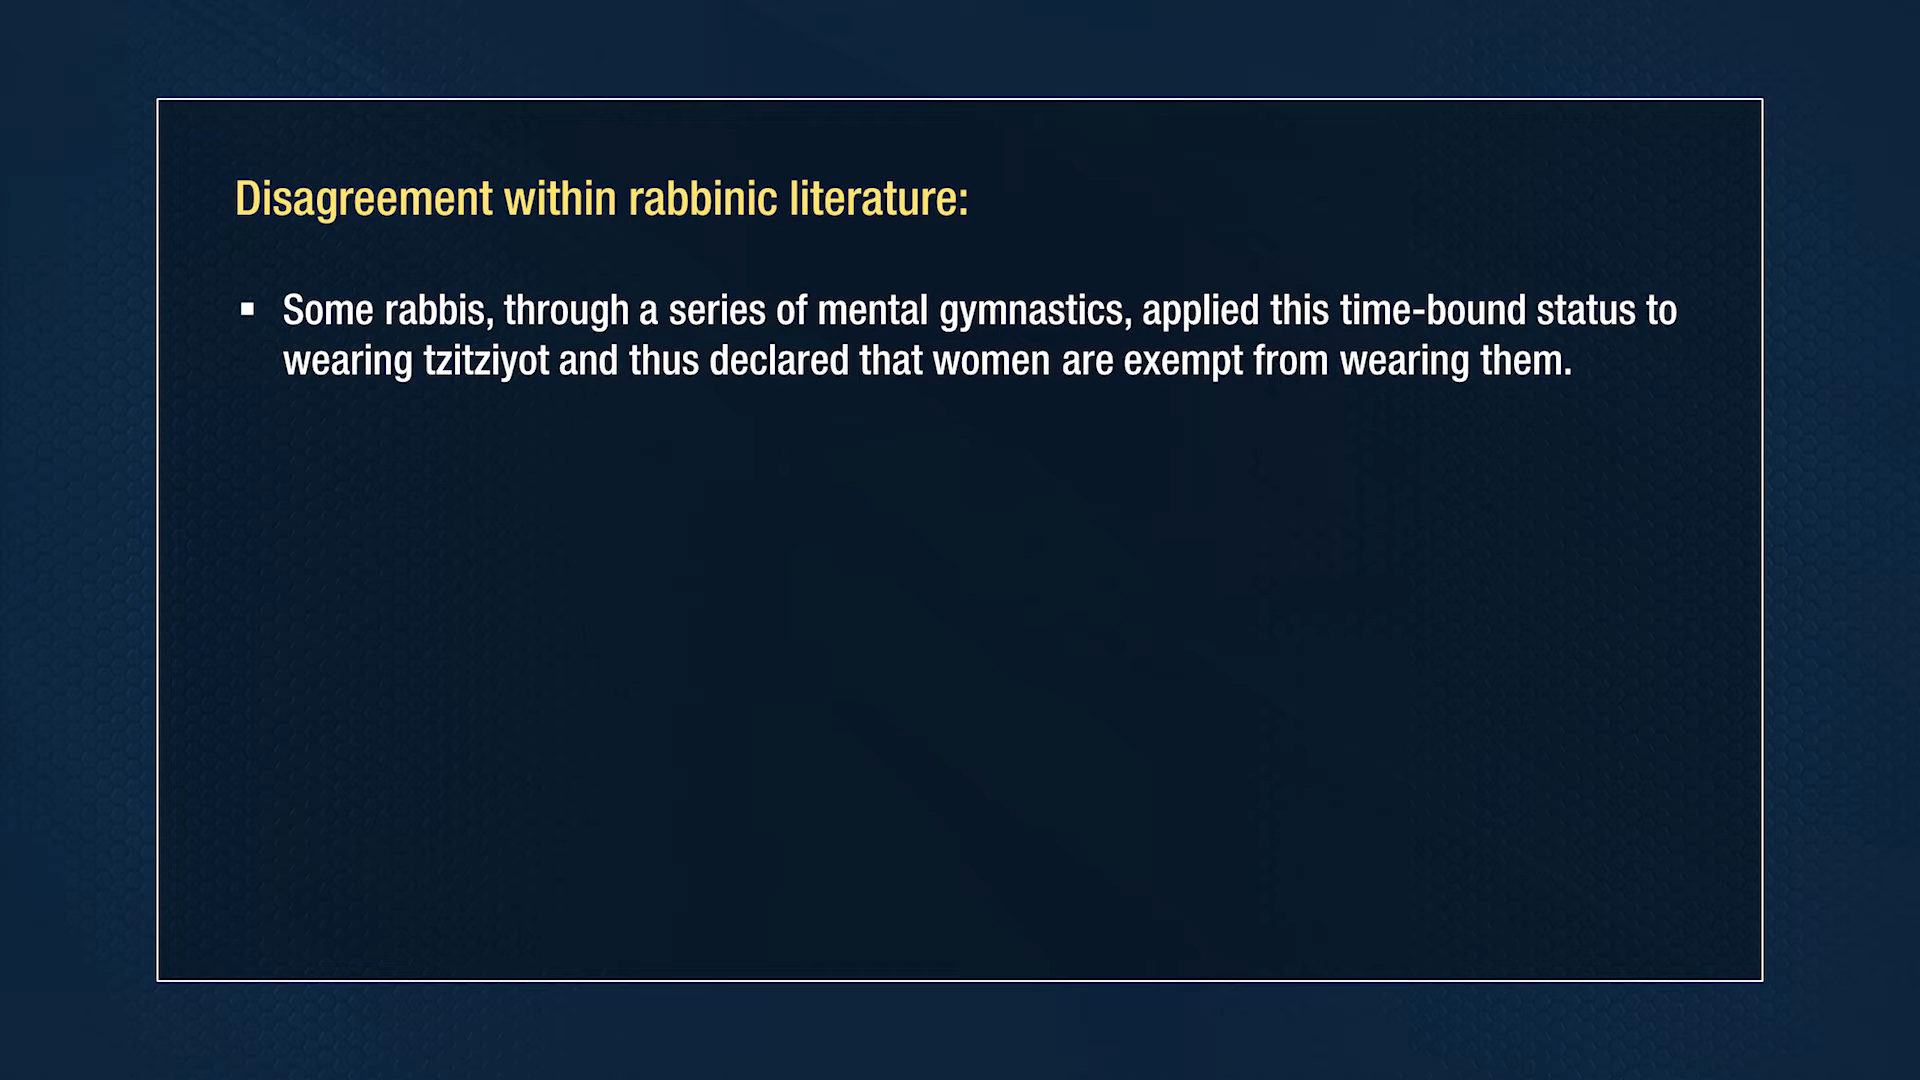 Disagreement within rabbinic literature:
▪ Some rabbis, through a series of mental gymnastics, applied this time-bound status to
wearing tzitziyot and thus declared that women are exempt from wearing them.